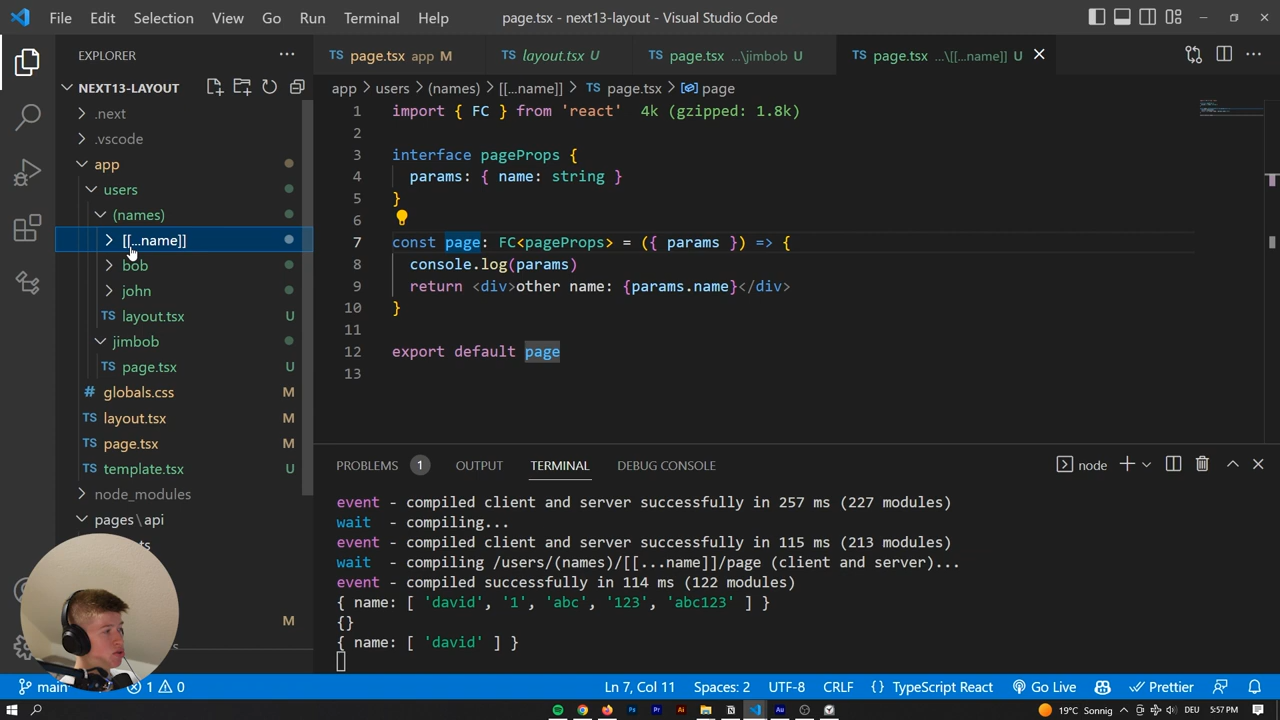 File Edit Selection View Go Run Terminal Help
page.tsx - next13-layout - Visual Studio Code
EXPLORER
NEXT13-LAYOUT
.next
.vscode
app
users
(names)
[[...name]]
bob
john
TS layout.tsx U
jimbob
TS page.tsx U
# globals.css M
TS layout.tsx M
TS page.tsx M
TS template.tsx U
node_modules
pages\api
M
TS page.tsx app M
TS layout.tsx U
TS page.tsx ...\jimbob U
TS page.tsx ...\[[...name]] U
app > users > (names) > [[...name]] > TS page.tsx > page
1 import { FC } from 'react' 4k (gzipped: 1.8k)
2
3 interface pageProps {
4 params: { name: string }
5 }
6
7 const page: FC<pageProps> = ({ params }) => {
8 console.log(params)
9 return <div>other name: {params.name}</div>
10 }
11
12 export default page
13
PROBLEMS 1 OUTPUT TERMINAL DEBUG CONSOLE
node
event - compiled client and server successfully in 257 ms (227 modules)
wait - compiling...
event - compiled client and server successfully in 115 ms (213 modules)
wait - compiling /users/(names)/[[...name]]/page (client and server)...
event - compiled successfully in 114 ms (122 modules)
{ name: [ 'david', '1', 'abc', '123', 'abc123' ] }
{}
{ name: [ 'david' ] }
main 1 0
Ln 7, Col 11 Spaces: 2 UTF-8 CRLF {} TypeScript React Go Live Prettier
19°C Sonnig DEU 5:57 PM